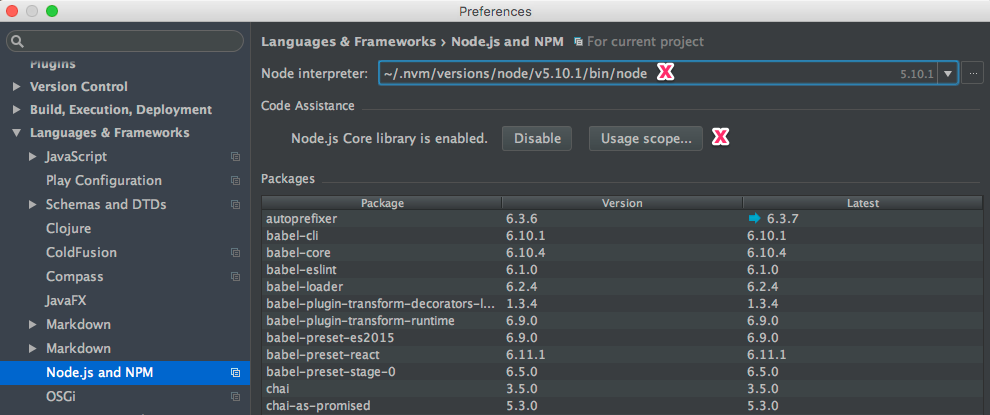 Preferences
Languages & Frameworks › Node.js and NPM For current project
Plugins
Node interpreter: ~/.nvm/versions/node/v5.10.1/bin/node X 5.10.1 ...
Version Control
Code Assistance
Build, Execution, Deployment
Languages & Frameworks
Node.js Core library is enabled. Disable Usage scope... X
JavaScript
Play Configuration
Packages
Schemas and DTDs
Package Version Latest
Clojure
autoprefixer 6.3.6 6.3.7
babel-cli 6.10.1 6.10.1
ColdFusion
babel-core 6.10.4 6.10.4
babel-eslint 6.1.0 6.1.0
Compass
babel-loader 6.2.4 6.2.4
JavaFX
babel-plugin-transform-decorators-l... 1.3.4 1.3.4
Markdown
babel-plugin-transform-runtime 6.9.0 6.9.0
babel-preset-es2015 6.9.0 6.9.0
Markdown
babel-preset-react 6.11.1 6.11.1
Node.js and NPM
babel-preset-stage-0 6.5.0 6.5.0
chai 3.5.0 3.5.0
OSGi
chai-as-promised 5.3.0 5.3.0